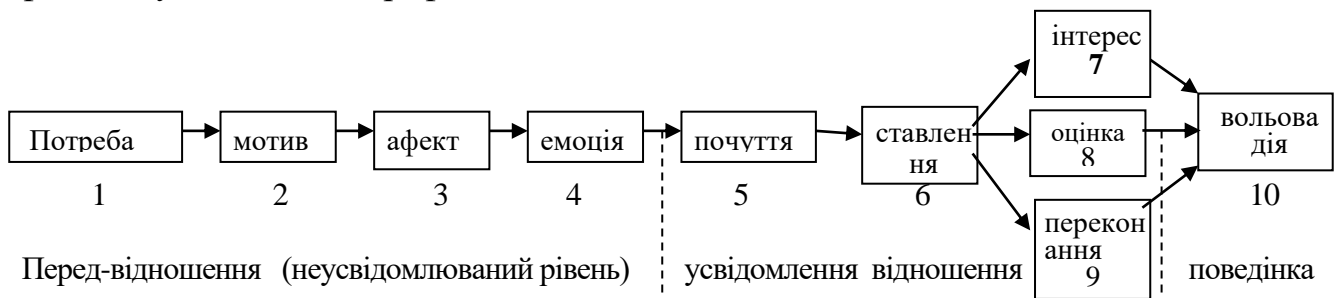 інтерес
7
Потреба
мотив
афект
емоція
почуття
ставлен
ня
оцінка
8
вольова
дія
1
2
3
4
5
6
10
перекон
ання
9
Перед-відношення (неусвідомлюваний рівень)
усвідомлення відношення
поведінка